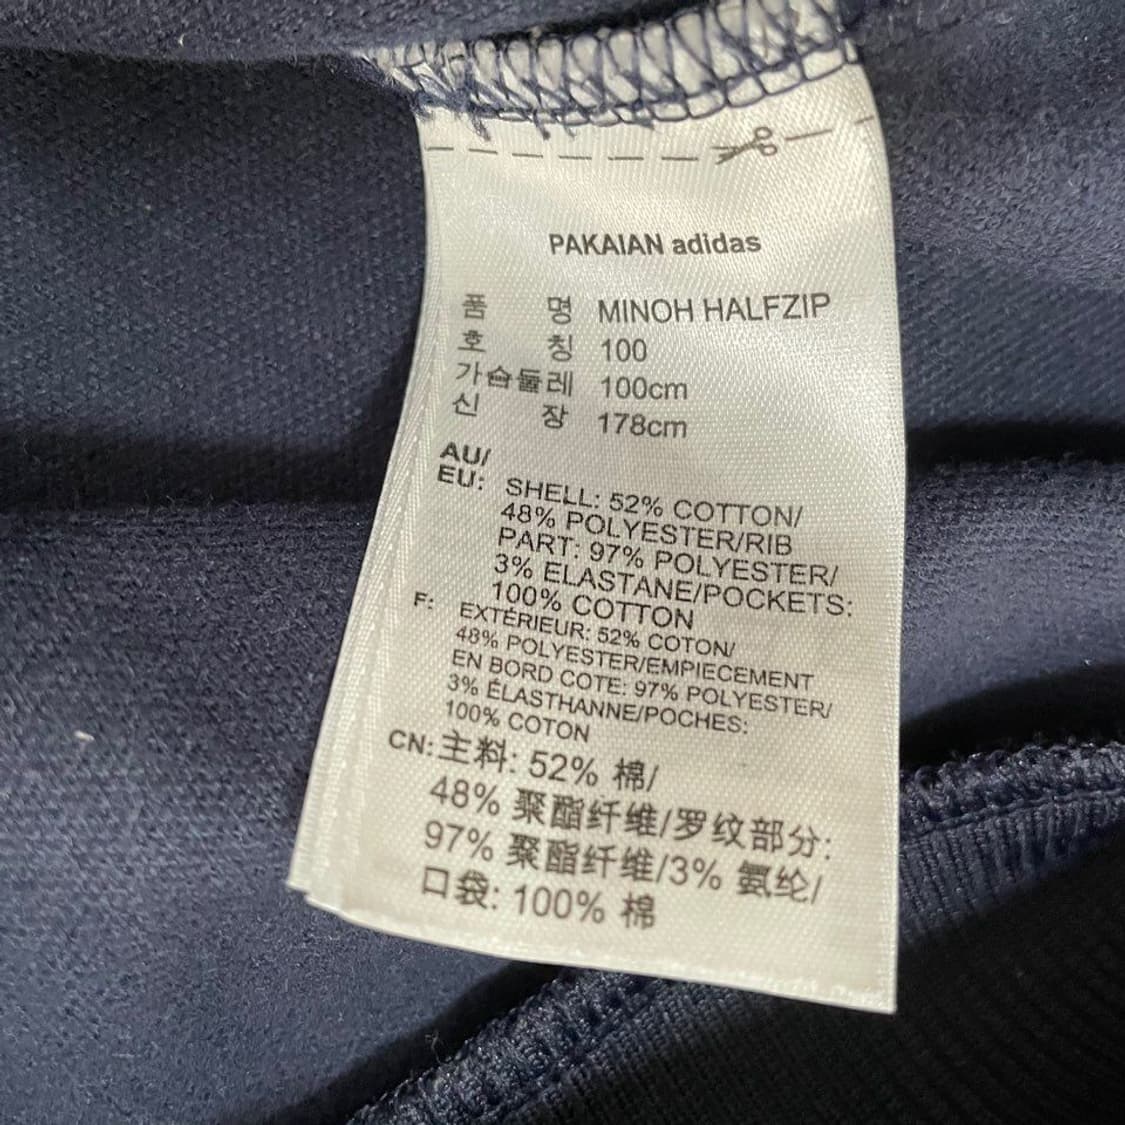 PAKAIAN adidas
품 명 MINOH HALFZIP
호 칭 100
가슴둘레 100cm
신 장 178cm
AU/
EU: SHELL: 52% COTTON/
48% POLYESTER/RIB
PART: 97% POLYESTER/
3% ELASTANE/POCKETS:
100% COTTON
F: EXTÉRIEUR: 52% COTON/
48% POLYESTER/EMPIECEMENT
EN BORD COTE: 97% POLYESTER/
3% ÉLASTHANNE/POCHES:
100% COTON
CN: 主料: 52% 棉/
48% 聚酯纤维/罗纹部分:
97% 聚酯纤维/3% 氨纶/
口袋: 100% 棉